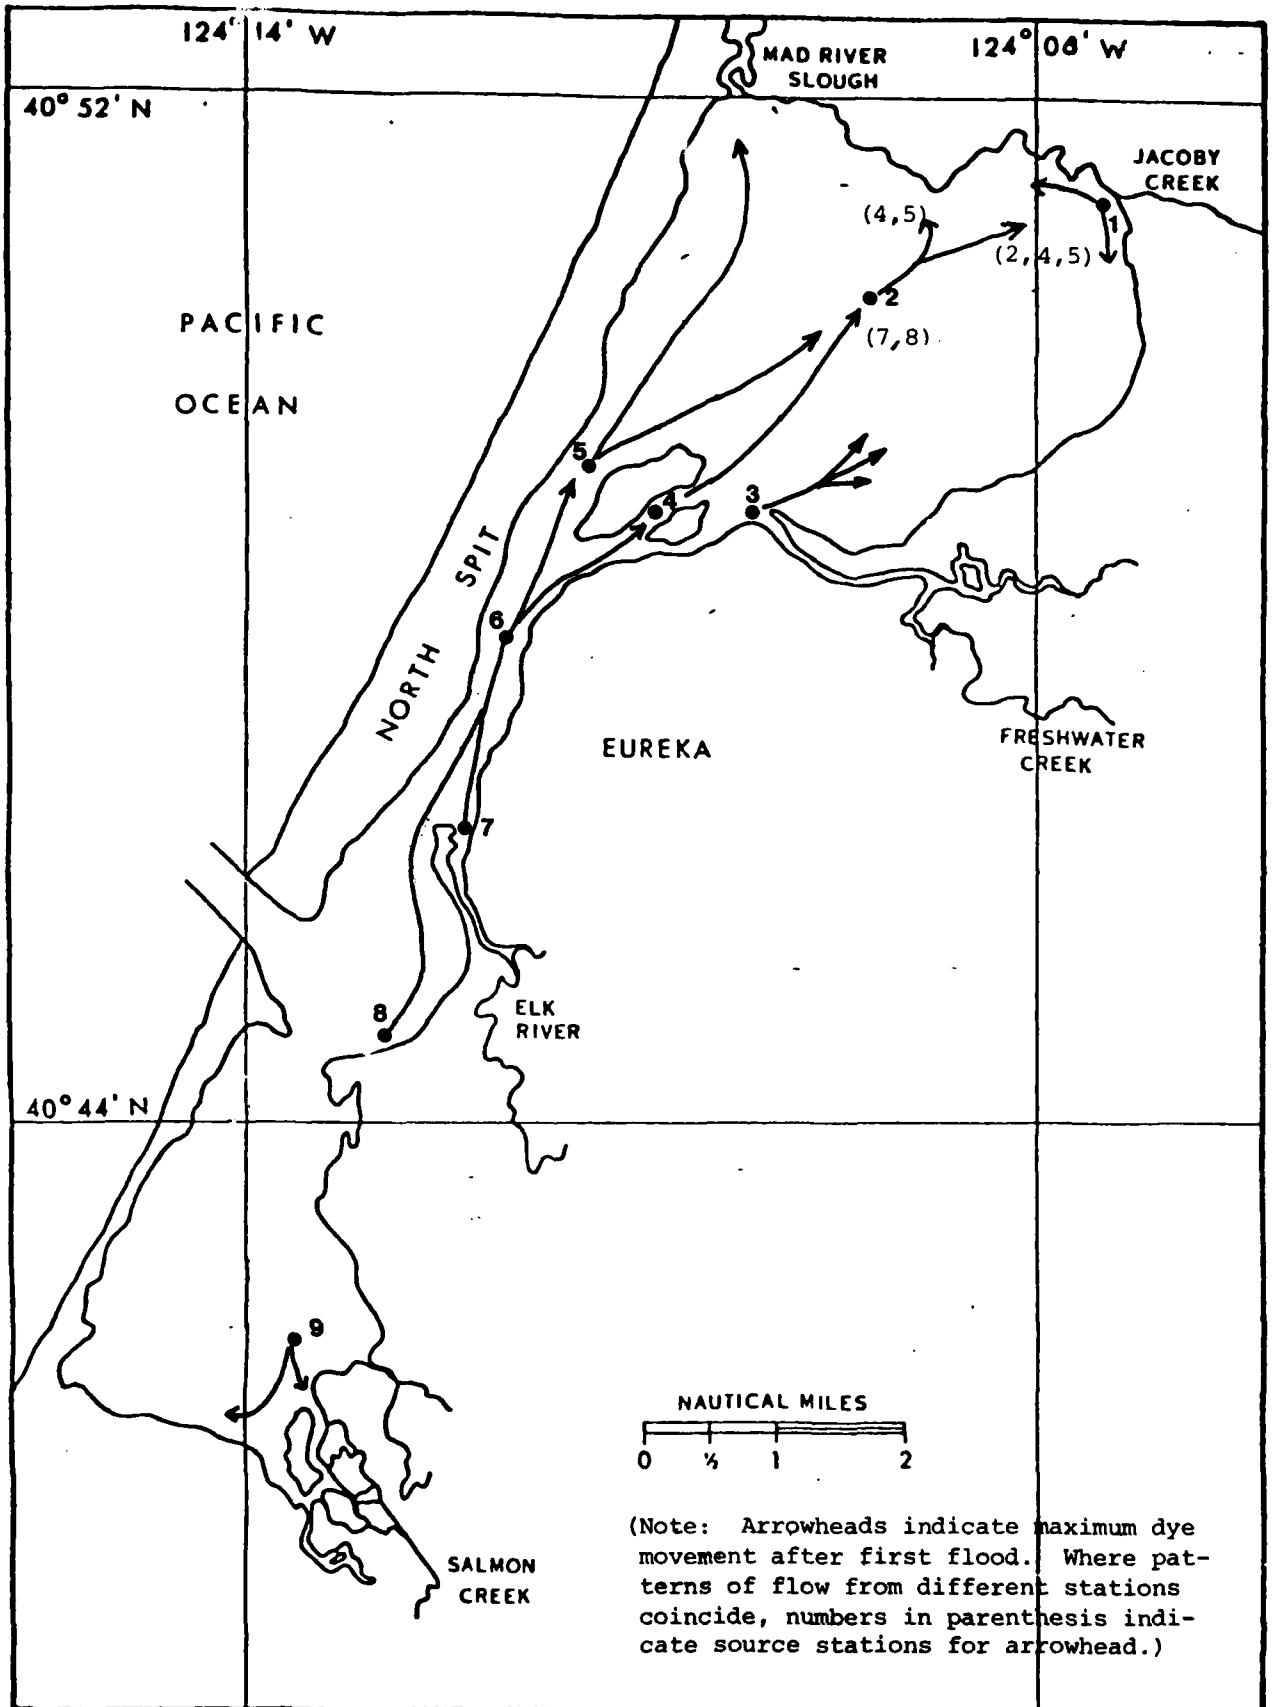 124° 14' W
124° 06' W
MAD RIVER
SLOUGH
40° 52' N
JACOBY
CREEK
1
(4,5)
(2,4,5)
2
(7,8)
PACIFIC
OCEAN
5
4
3
NORTH SPIT
6
EUREKA
FRESHWATER
CREEK
7
8
ELK
RIVER
40° 44' N
9
NAUTICAL MILES
0 ½ 1 2
(Note: Arrowheads indicate maximum dye
movement after first flood. Where pat-
terns of flow from different stations
coincide, numbers in parenthesis indi-
cate source stations for arrowhead.)
SALMON
CREEK